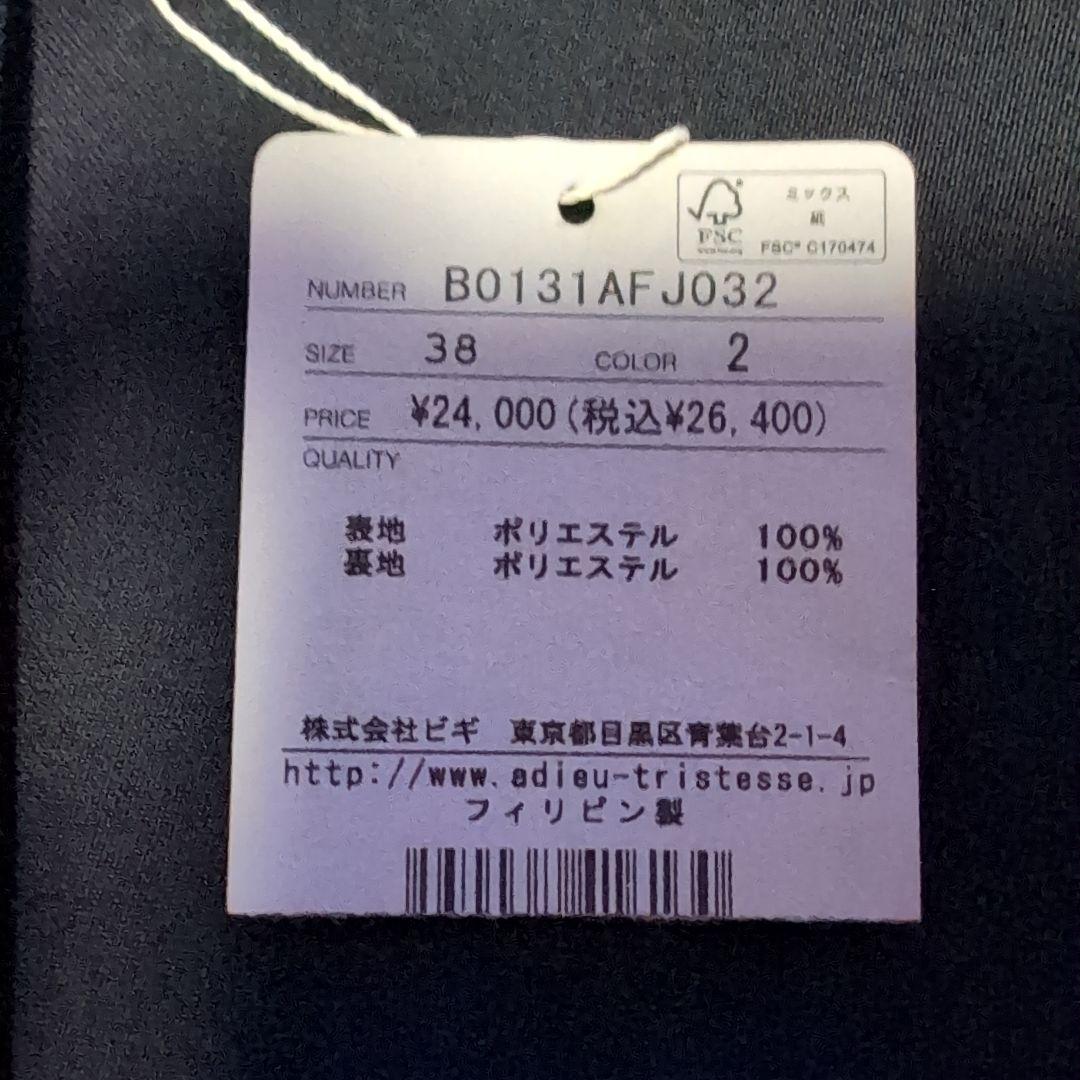 ミックス
紙
FSC
FSC® C170474
NUMBER B0131AFJ032
SIZE 38 COLOR 2
PRICE ¥24,000(税込¥26,400)
QUALITY
表地 ポリエステル 100%
裏地 ポリエステル 100%
株式会社ビギ 東京都目黒区青葉台2-1-4
http://www.adieu-tristesse.jp
フィリピン製